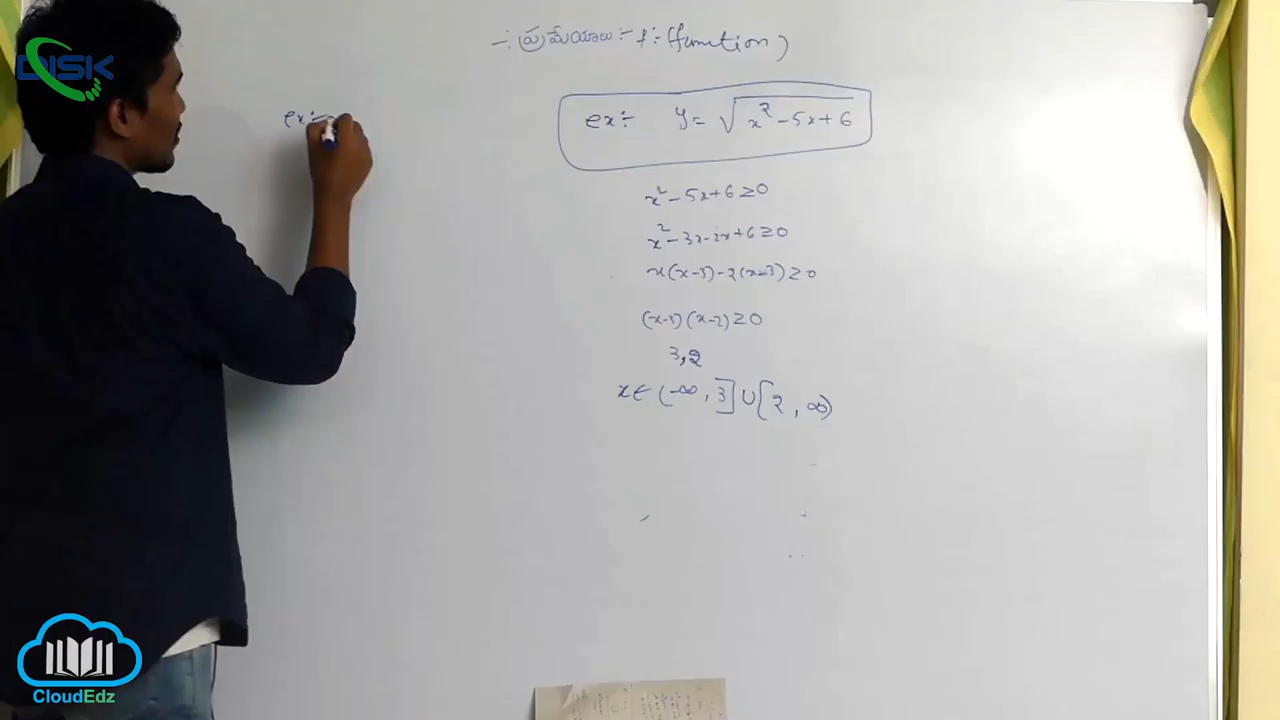 DISK
-: ప్రమేయాలు :- f :- (function)
ex :-
ex :- y = √x² - 5x + 6
x² - 5x + 6 ≥ 0
x² - 3x - 2x + 6 ≥ 0
x(x-3) - 2(x-3) ≥ 0
(x-3)(x-2) ≥ 0
3, 2
x ∈ (-∞, 3] ∪ [2, ∞)
CloudEdz